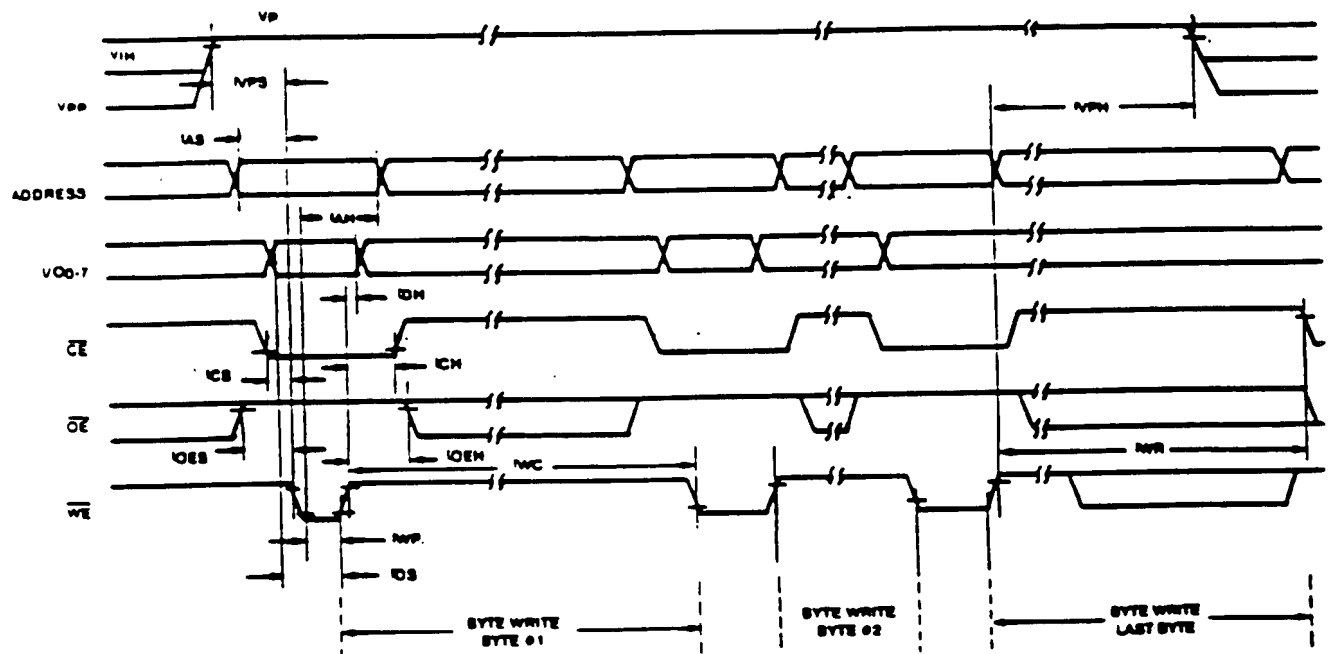 VP
VIH
tVPS
VPP
tVPH
tAS
ADDRESS
tAH
I/O0-7
tDH
CE
tCS
tCH
OE
tOES
tOEH
tWC
tWR
WE
tWP
tDS
BYTE WRITE
BYTE #1
BYTE WRITE
BYTE #2
BYTE WRITE
LAST BYTE